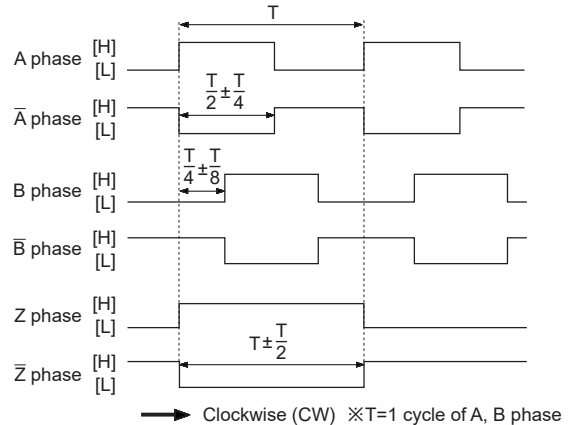 T
A phase [H]
[L]
T/2 ± T/4
A̅ phase [H]
[L]
T/4 ± T/8
B phase [H]
[L]
B̅ phase [H]
[L]
Z phase [H]
[L]
T ± T/2
Z̅ phase [H]
[L]
Clockwise (CW) ※T=1 cycle of A, B phase